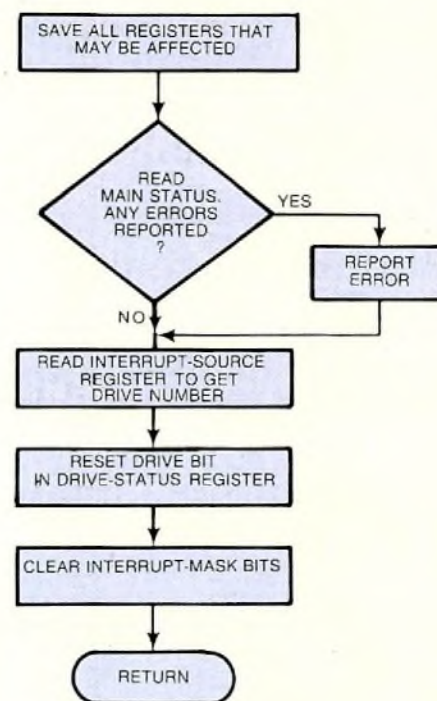 SAVE ALL REGISTERS THAT
MAY BE AFFECTED
READ
MAIN STATUS.
ANY ERRORS
REPORTED
?
YES
REPORT
ERROR
NO
READ INTERRUPT-SOURCE
REGISTER TO GET
DRIVE NUMBER
RESET DRIVE BIT
IN DRIVE-STATUS REGISTER
CLEAR INTERRUPT-MASK BITS
RETURN